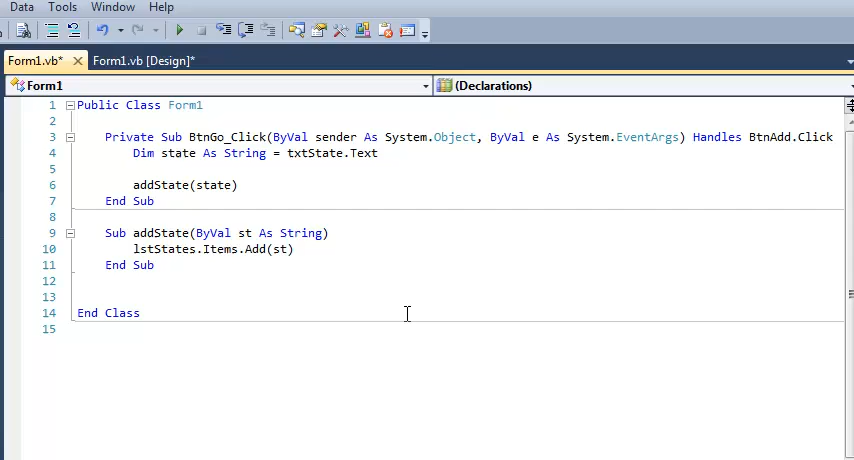 Data Tools Window Help
Form1.vb* Form1.vb [Design]*
Form1 (Declarations)
1 Public Class Form1
2
3 Private Sub BtnGo_Click(ByVal sender As System.Object, ByVal e As System.EventArgs) Handles BtnAdd.Click
4 Dim state As String = txtState.Text
5
6 addState(state)
7 End Sub
8
9 Sub addState(ByVal st As String)
10 lstStates.Items.Add(st)
11 End Sub
12
13
14 End Class
15